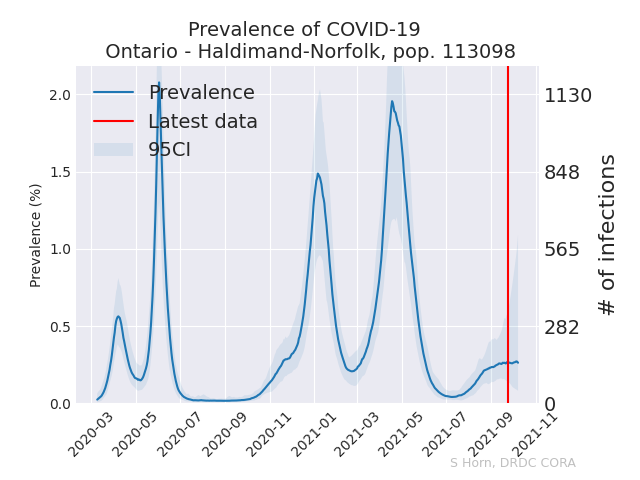 Prevalence of COVID-19
Ontario - Haldimand-Norfolk, pop. 113098
Prevalence
Latest data
95CI
Prevalence (%)
2.0
1.5
1.0
0.5
0.0
1130
848
565
282
0
# of infections
2020-03
2020-05
2020-07
2020-09
2020-11
2021-01
2021-03
2021-05
2021-07
2021-09
2021-11
S Horn, DRDC CORA